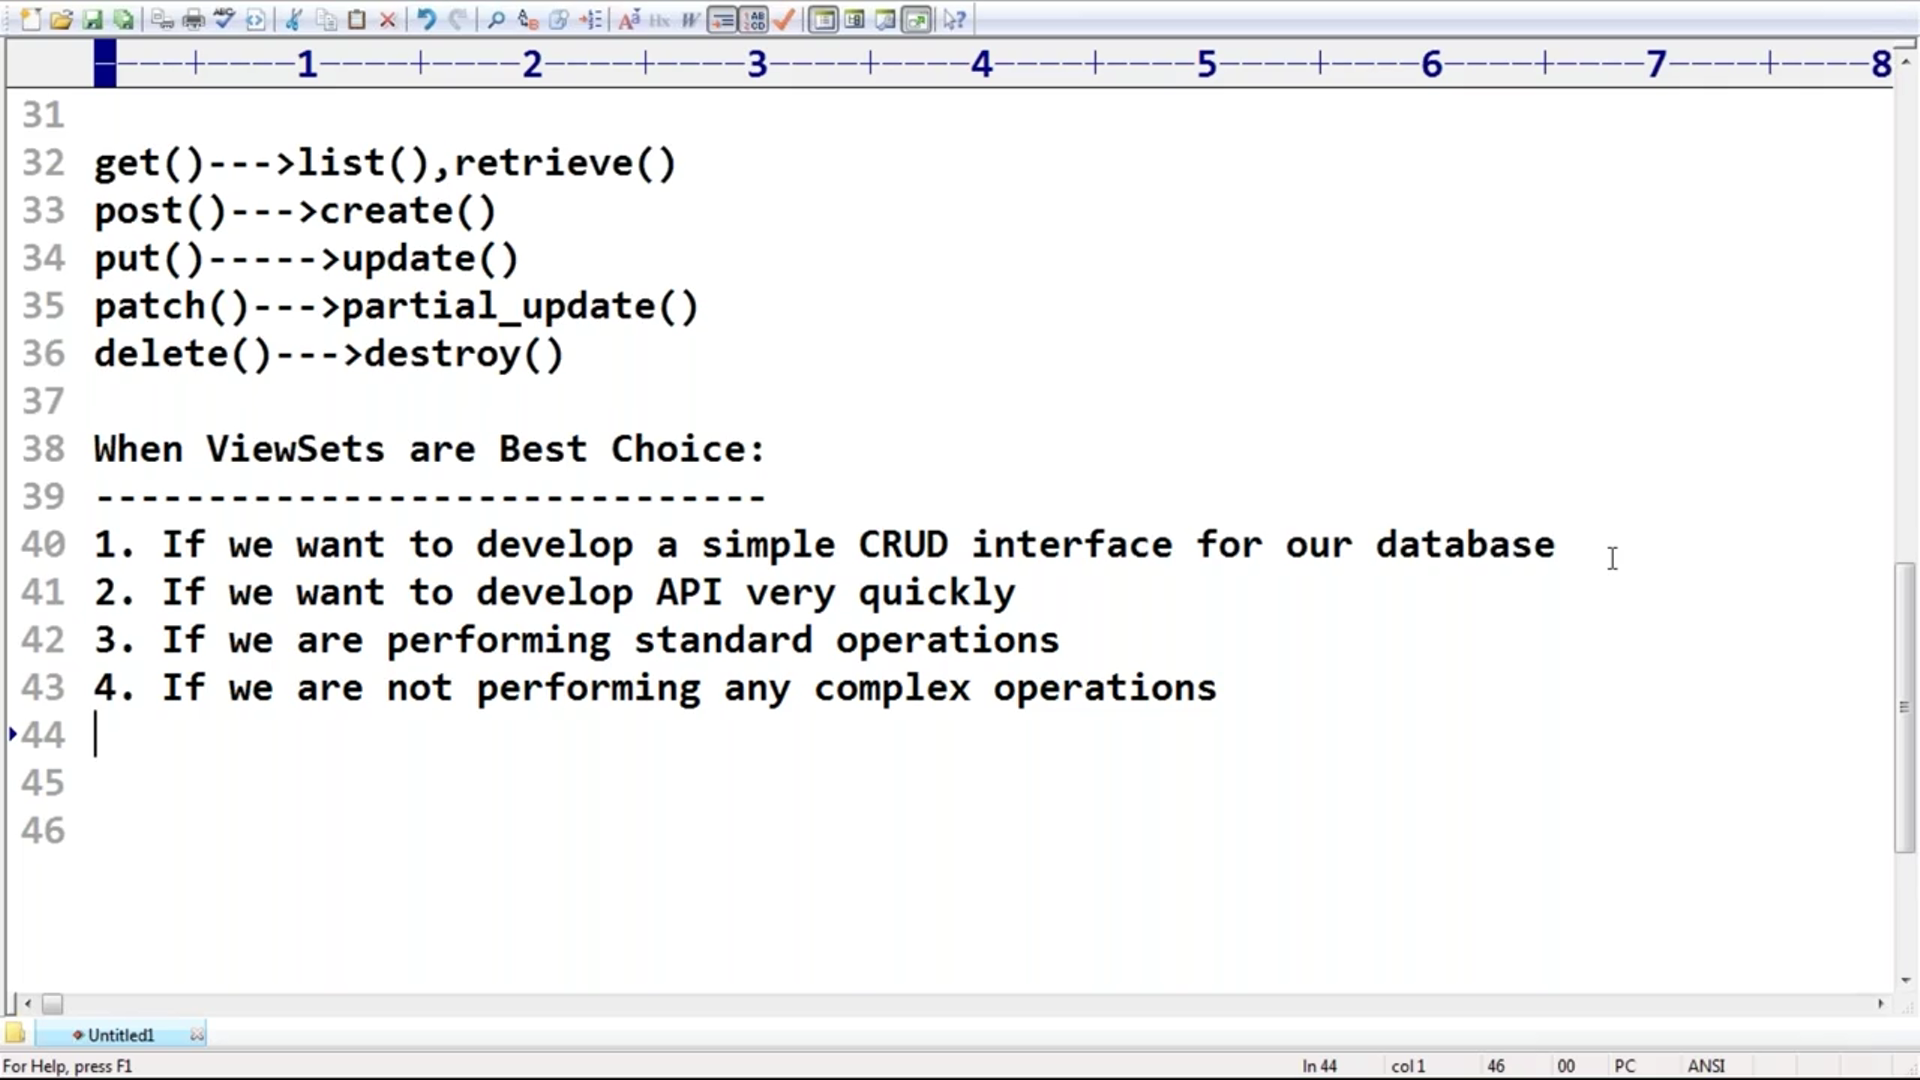 ----+----1----+----2----+----3----+----4----+----5----+----6----+----7----+----8
31
32 get()--->list(),retrieve()
33 post()--->create()
34 put()----->update()
35 patch()--->partial_update()
36 delete()--->destroy()
37
38 When ViewSets are Best Choice:
39 ------------------------------
40 1. If we want to develop a simple CRUD interface for our database
41 2. If we want to develop API very quickly
42 3. If we are performing standard operations
43 4. If we are not performing any complex operations
44
45
46
Untitled1
For Help, press F1 ln 44 col 1 46 00 PC ANSI